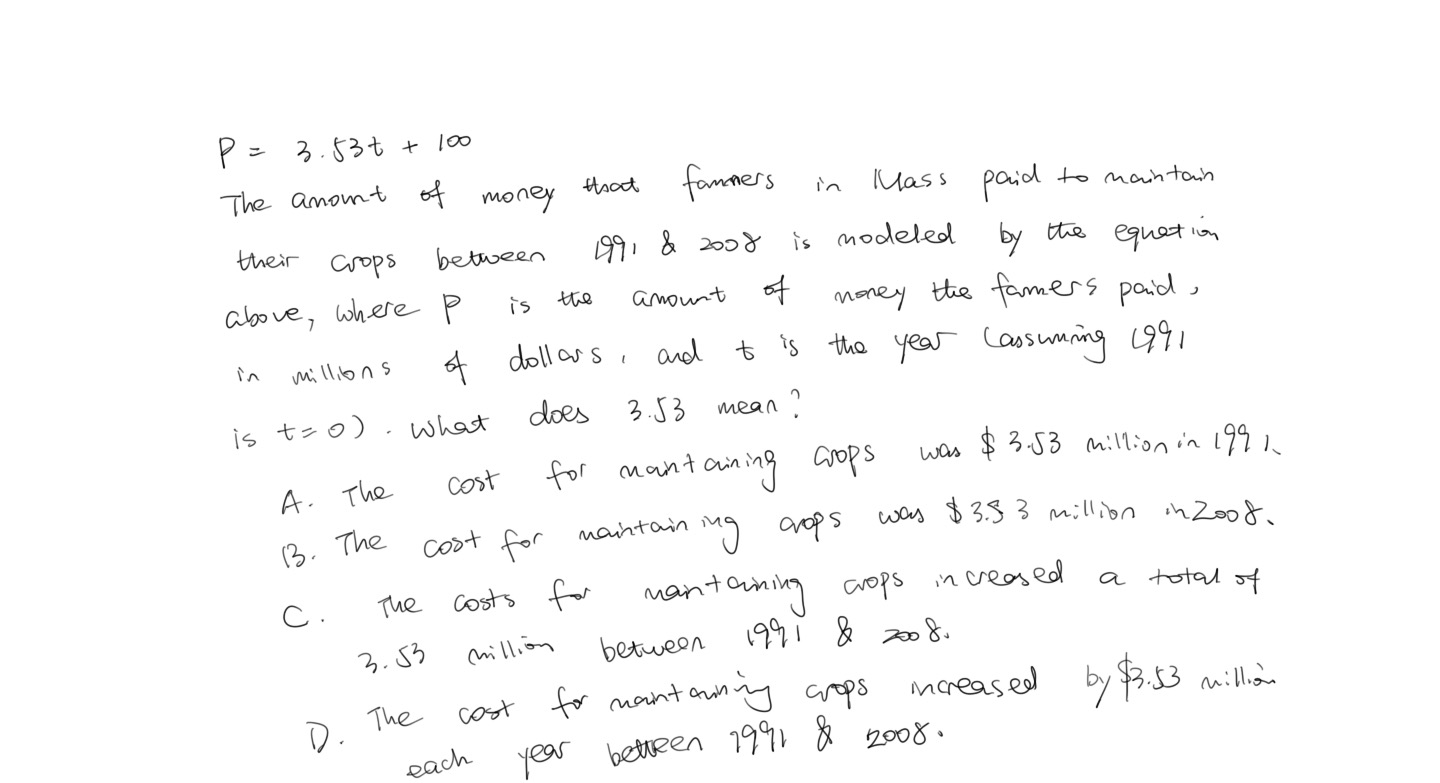 P = 3.53t + 100
The amount of money that farmers in Mass paid to maintain
their crops between 1991 & 2008 is modeled by the equation
above, where P is the amount of money the farmers paid,
in millions of dollars, and t is the year (assuming 1991
is t=0). What does 3.53 mean?
A. The cost for maintaining crops was $3.53 million in 1991.
B. The cost for maintaining crops was $3.53 million in 2008.
C. The costs for maintaining crops increased a total of
3.53 million between 1991 & 2008.
D. The cost for maintaining crops increased by $3.53 million
each year between 1991 & 2008.